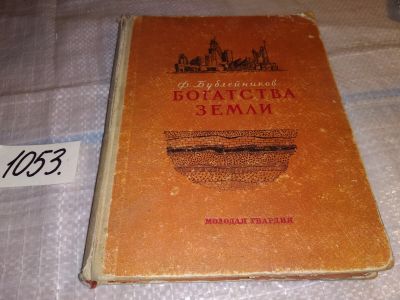 Ф. Бублейников
БОГАТСТВА
ЗЕМЛИ
МОЛОДАЯ ГВАРДИЯ
1053.